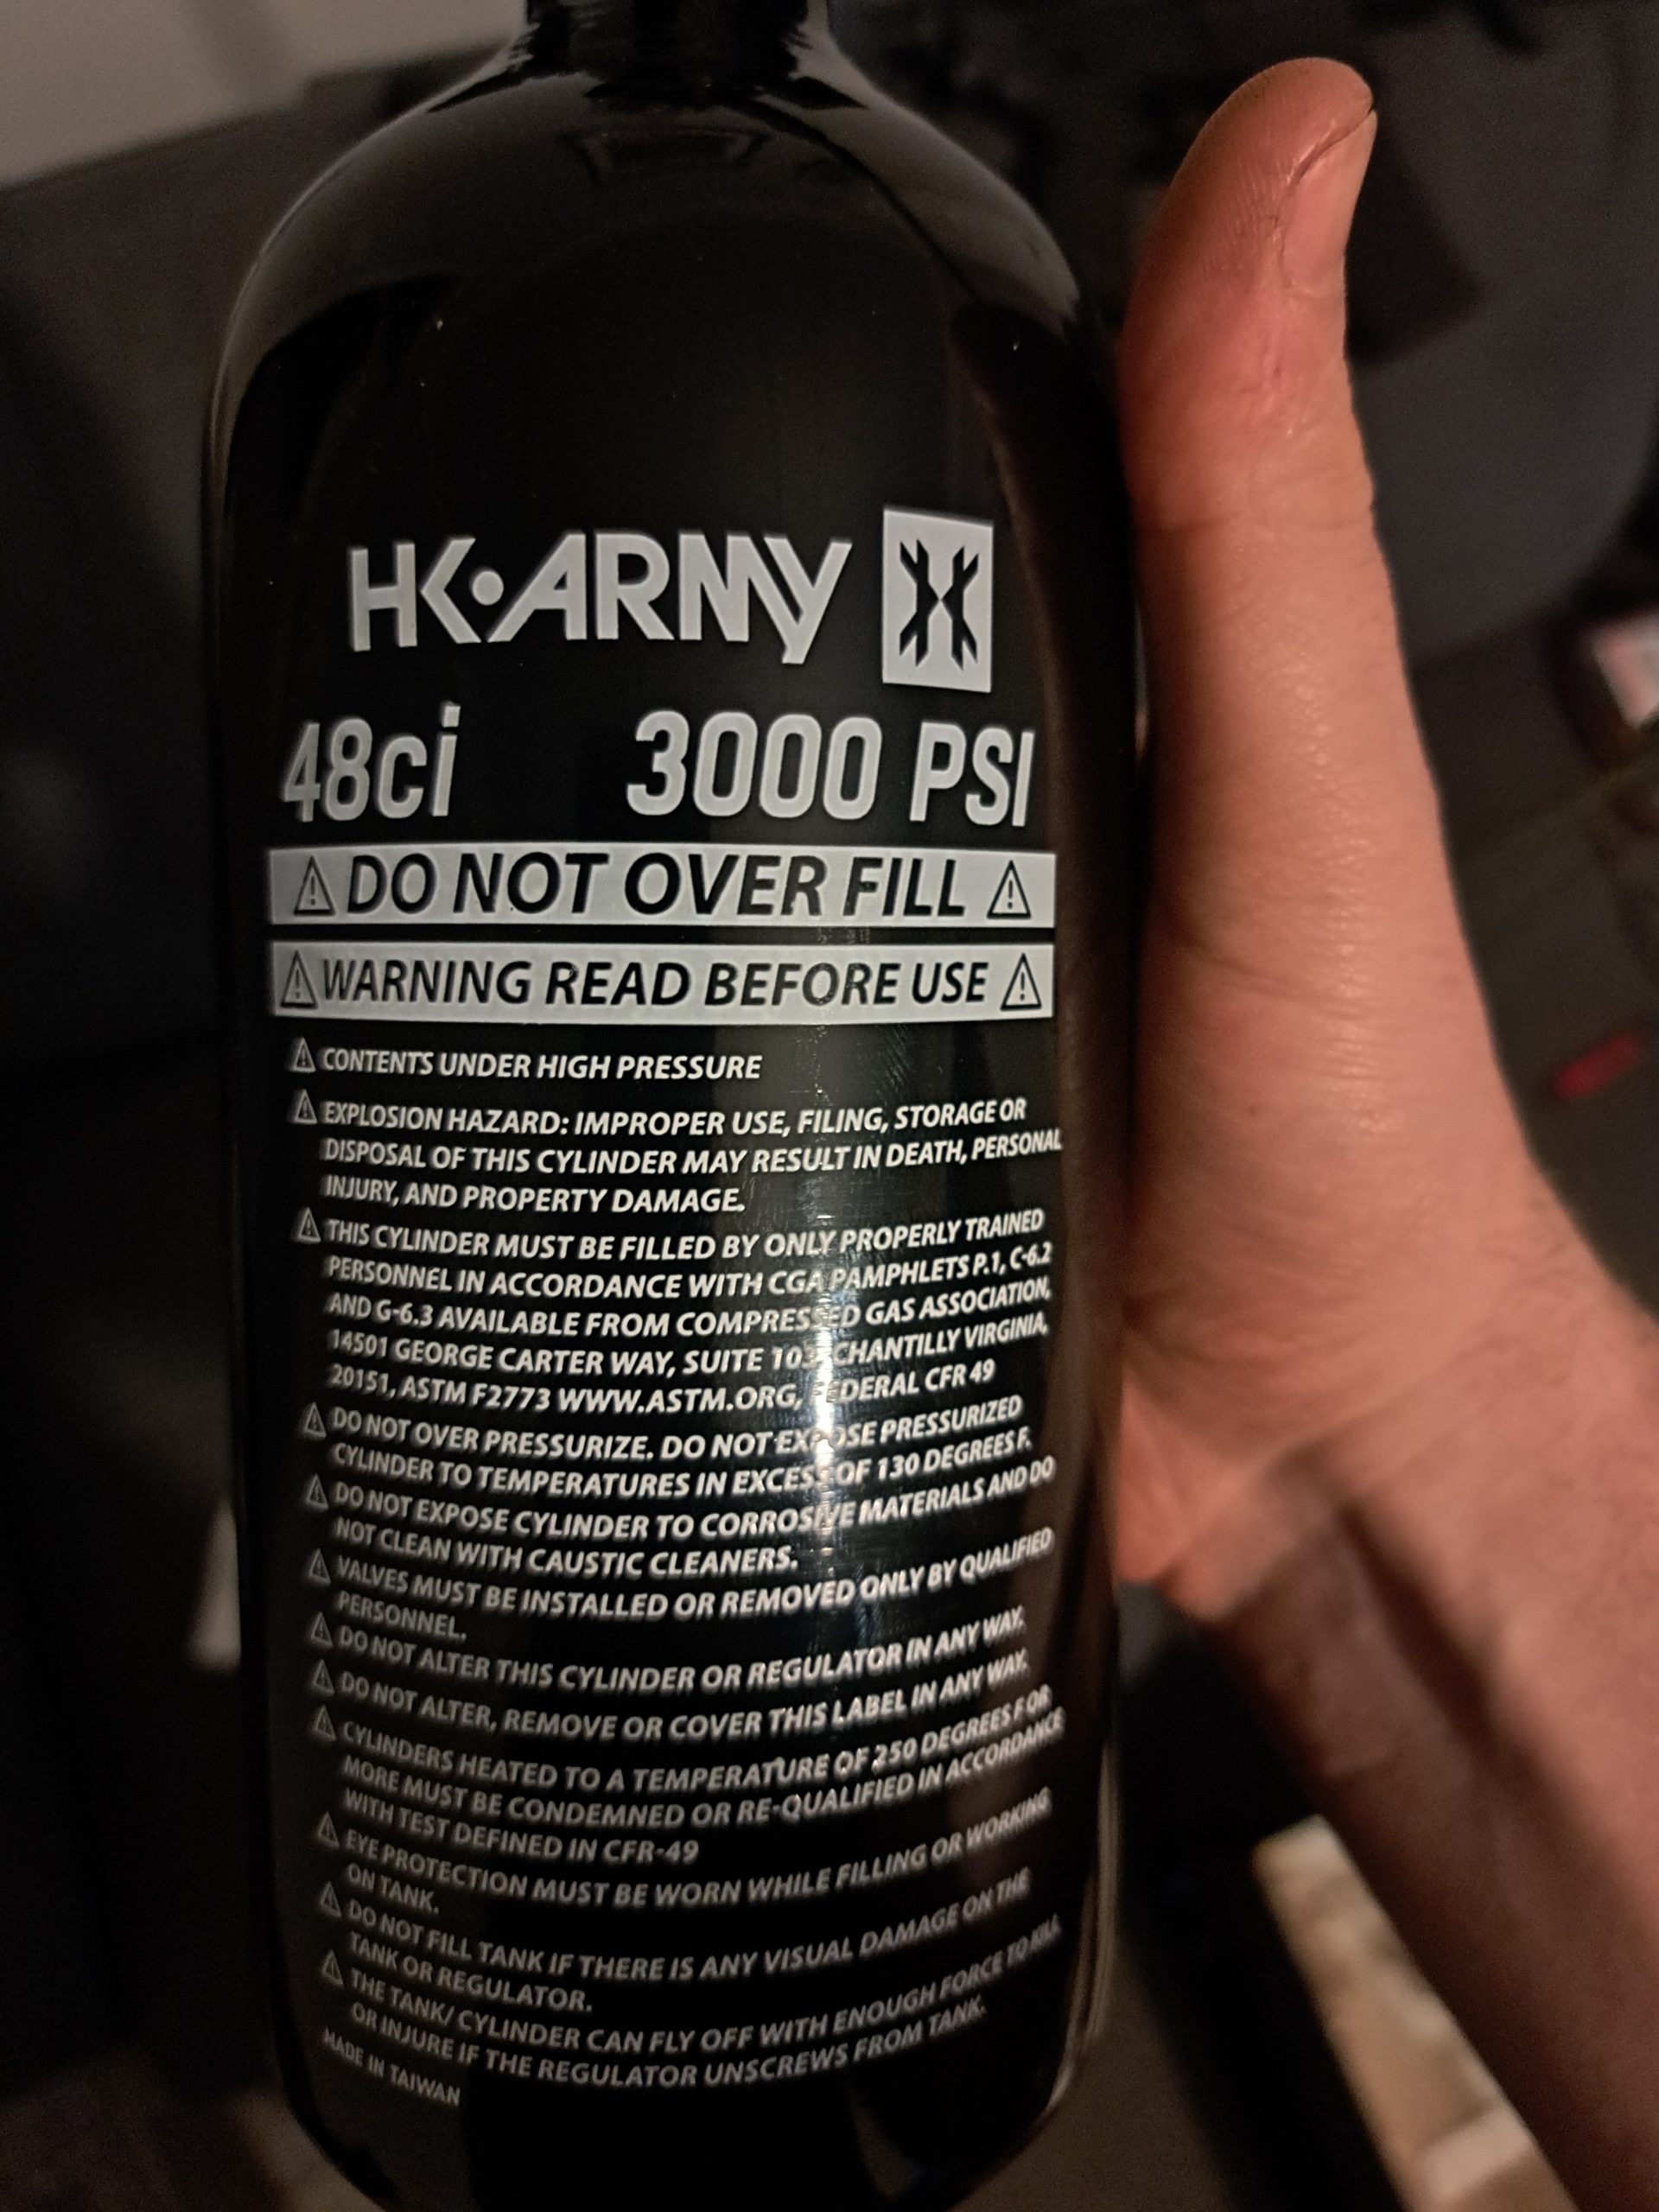 HK·ARMY
48ci 3000 PSI
DO NOT OVER FILL
WARNING READ BEFORE USE
CONTENTS UNDER HIGH PRESSURE
EXPLOSION HAZARD: IMPROPER USE, FILING, STORAGE OR
DISPOSAL OF THIS CYLINDER MAY RESULT IN DEATH, PERSONAL
INJURY, AND PROPERTY DAMAGE.
THIS CYLINDER MUST BE FILLED BY ONLY PROPERLY TRAINED
PERSONNEL IN ACCORDANCE WITH CGA PAMPHLETS P.1, C-6.2
AND G-6.3 AVAILABLE FROM COMPRESSED GAS ASSOCIATION,
14501 GEORGE CARTER WAY, SUITE CHANTILLY VIRGINIA,
20151, ASTM F2773 WWW.ASTM.ORG, FEDERAL CFR 49
DO NOT OVER PRESSURIZE. DO NOT EXPOSE PRESSURIZED
CYLINDER TO TEMPERATURES IN EXCESS OF 130 DEGREES F.
DO NOT EXPOSE CYLINDER TO CORROSIVE MATERIALS AND DO
NOT CLEAN WITH CAUSTIC CLEANERS.
VALVES MUST BE INSTALLED OR REMOVED ONLY BY QUALIFIED
PERSONNEL.
DO NOT ALTER THIS CYLINDER OR REGULATOR IN ANY WAY.
DO NOT ALTER, REMOVE OR COVER THIS LABEL IN ANY WAY.
CYLINDERS HEATED TO A TEMPERATURE OF 250 DEGREES F OR
MORE MUST BE CONDEMNED OR RE-QUALIFIED IN ACCORDANCE
WITH TEST DEFINED IN CFR-49
EYE PROTECTION MUST BE WORN WHILE FILLING OR WORKING
ON TANK.
DO NOT FILL TANK IF THERE IS ANY VISUAL DAMAGE ON THE
TANK OR REGULATOR.
THE TANK/ CYLINDER CAN FLY OFF WITH ENOUGH FORCE TO KILL
OR INJURE IF THE REGULATOR UNSCREWS FROM TANK.
MADE IN TAIWAN